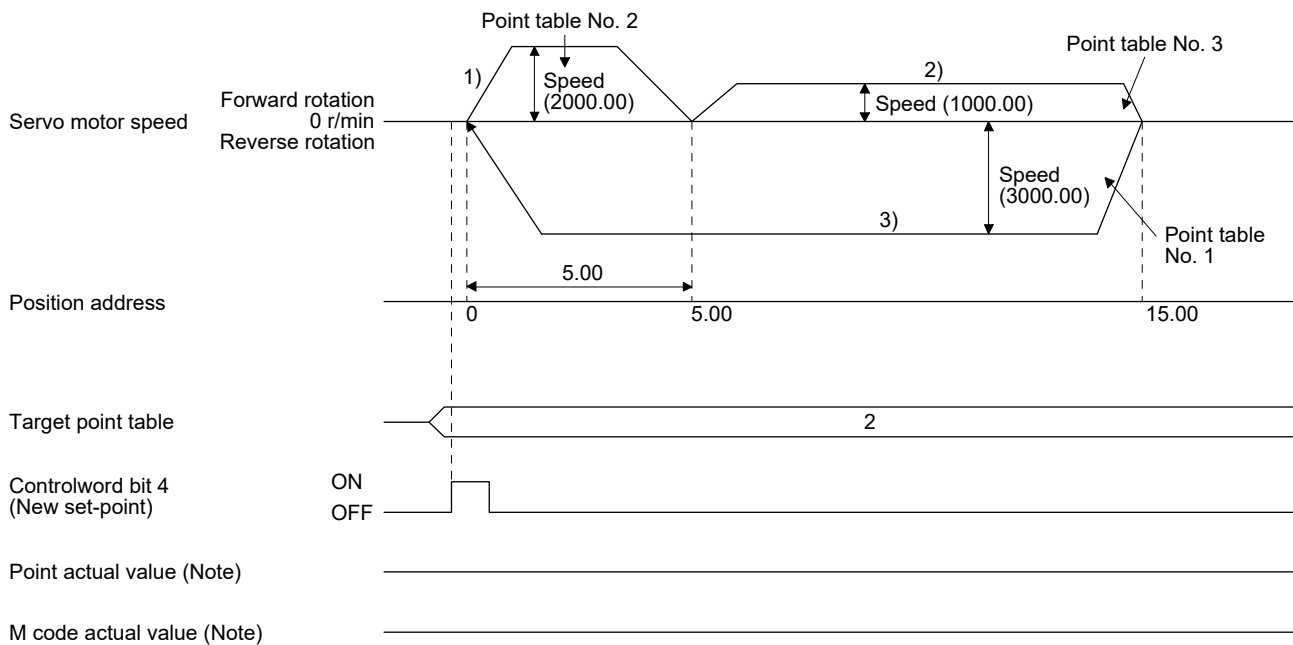 Point table No. 2
Point table No. 3
1)
Speed
(2000.00)
2)
Speed (1000.00)
Servo motor speed
Forward rotation
0 r/min
Reverse rotation
Speed
(3000.00)
3)
Point table
No. 1
5.00
Position address
0
5.00
15.00
Target point table
2
Controlword bit 4
(New set-point)
ON
OFF
Point actual value (Note)
M code actual value (Note)